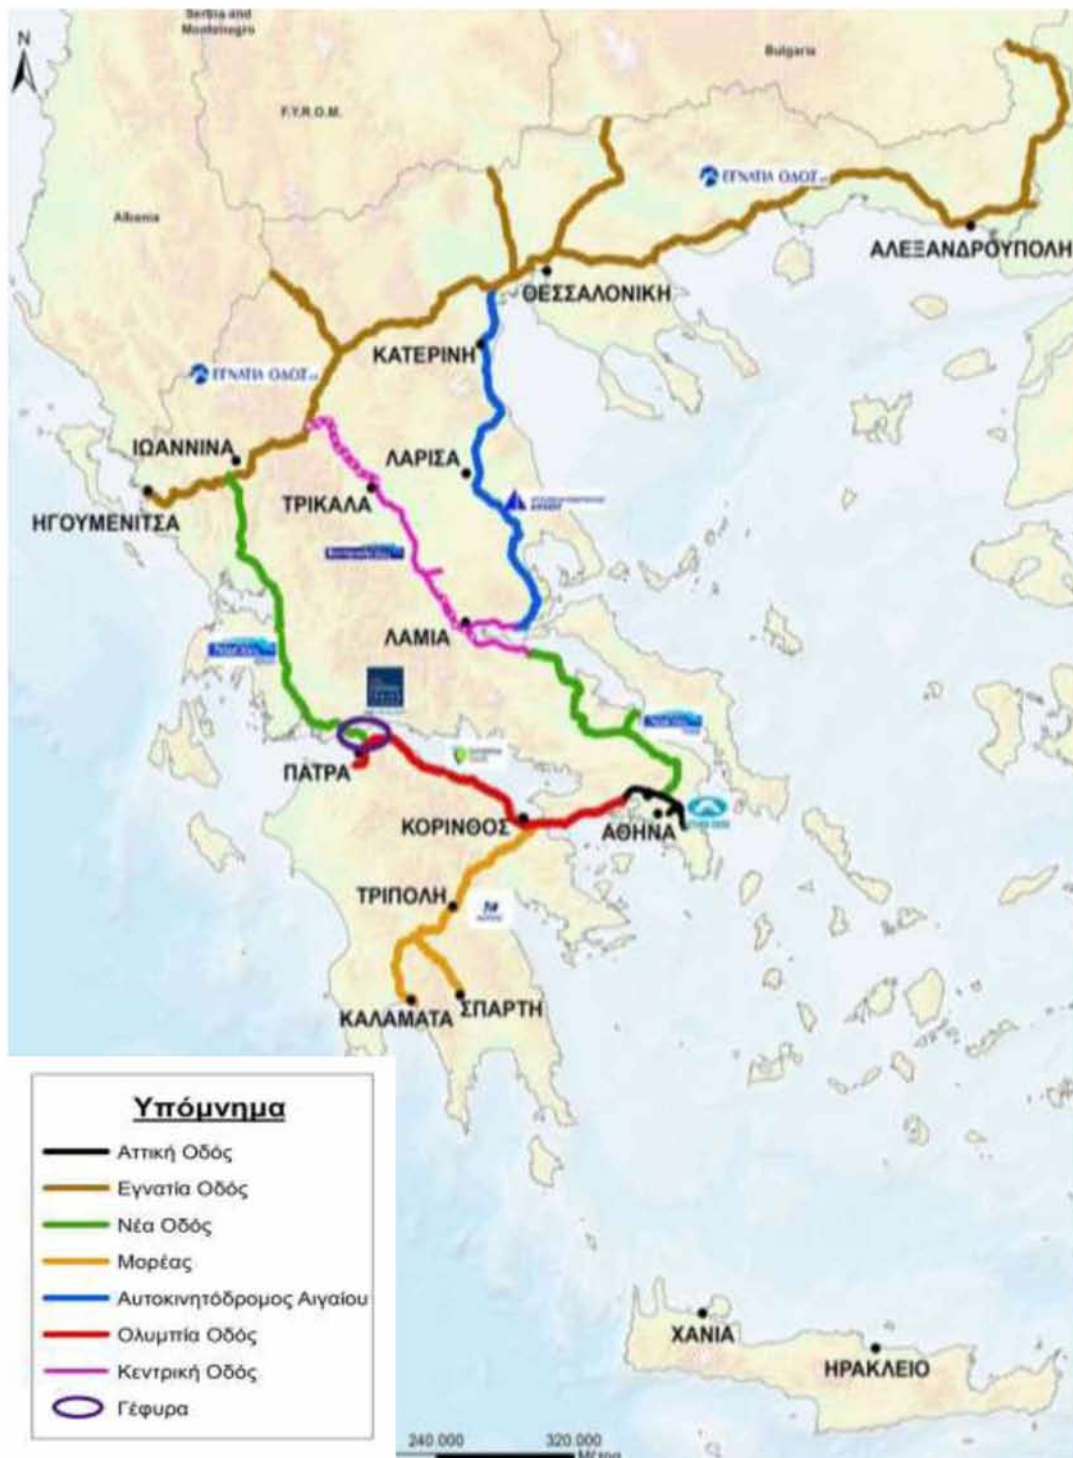 Serbia and
Montenegro
N
Bulgaria
F.Y.R.O.M.
ΕΓΝΑΤΙΑ ΟΔΟΣ
Albania
ΑΛΕΞΑΝΔΡΟΥΠΟΛΗ
ΘΕΣΣΑΛΟΝΙΚΗ
ΚΑΤΕΡΙΝΗ
ΕΓΝΑΤΙΑ ΟΔΟΣ
ΙΩΑΝΝΙΝΑ
ΛΑΡΙΣΑ
ΤΡΙΚΑΛΑ
ΗΓΟΥΜΕΝΙΤΣΑ
ΛΑΜΙΑ
ΠΑΤΡΑ
ΚΟΡΙΝΘΟΣ
ΑΘΗΝΑ
ΤΡΙΠΟΛΗ
ΣΠΑΡΤΗ
ΚΑΛΑΜΑΤΑ
Υπόμνημα
Αττική Οδός
Εγνατία Οδός
Νέα Οδός
Μορέας
Αυτοκινητόδρομος Αιγαίου
Ολυμπία Οδός
Κεντρική Οδός
Γέφυρα
ΧΑΝΙΑ
ΗΡΑΚΛΕΙΟ
240.000
320.000
Μέτρα